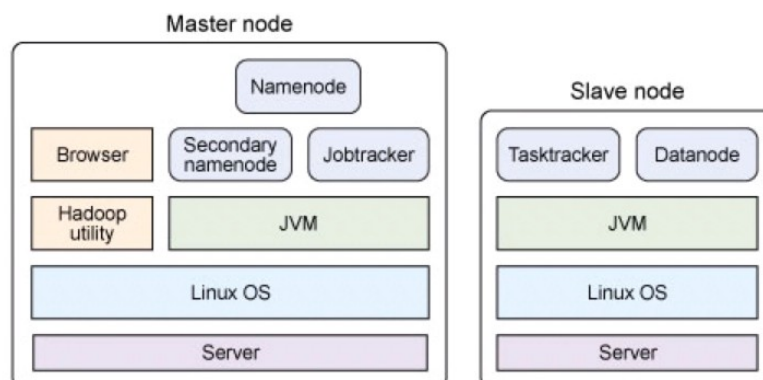 Master node
Namenode
Browser
Secondary
namenode
Jobtracker
Hadoop
utility
JVM
Linux OS
Server
Slave node
Tasktracker
Datanode
JVM
Linux OS
Server